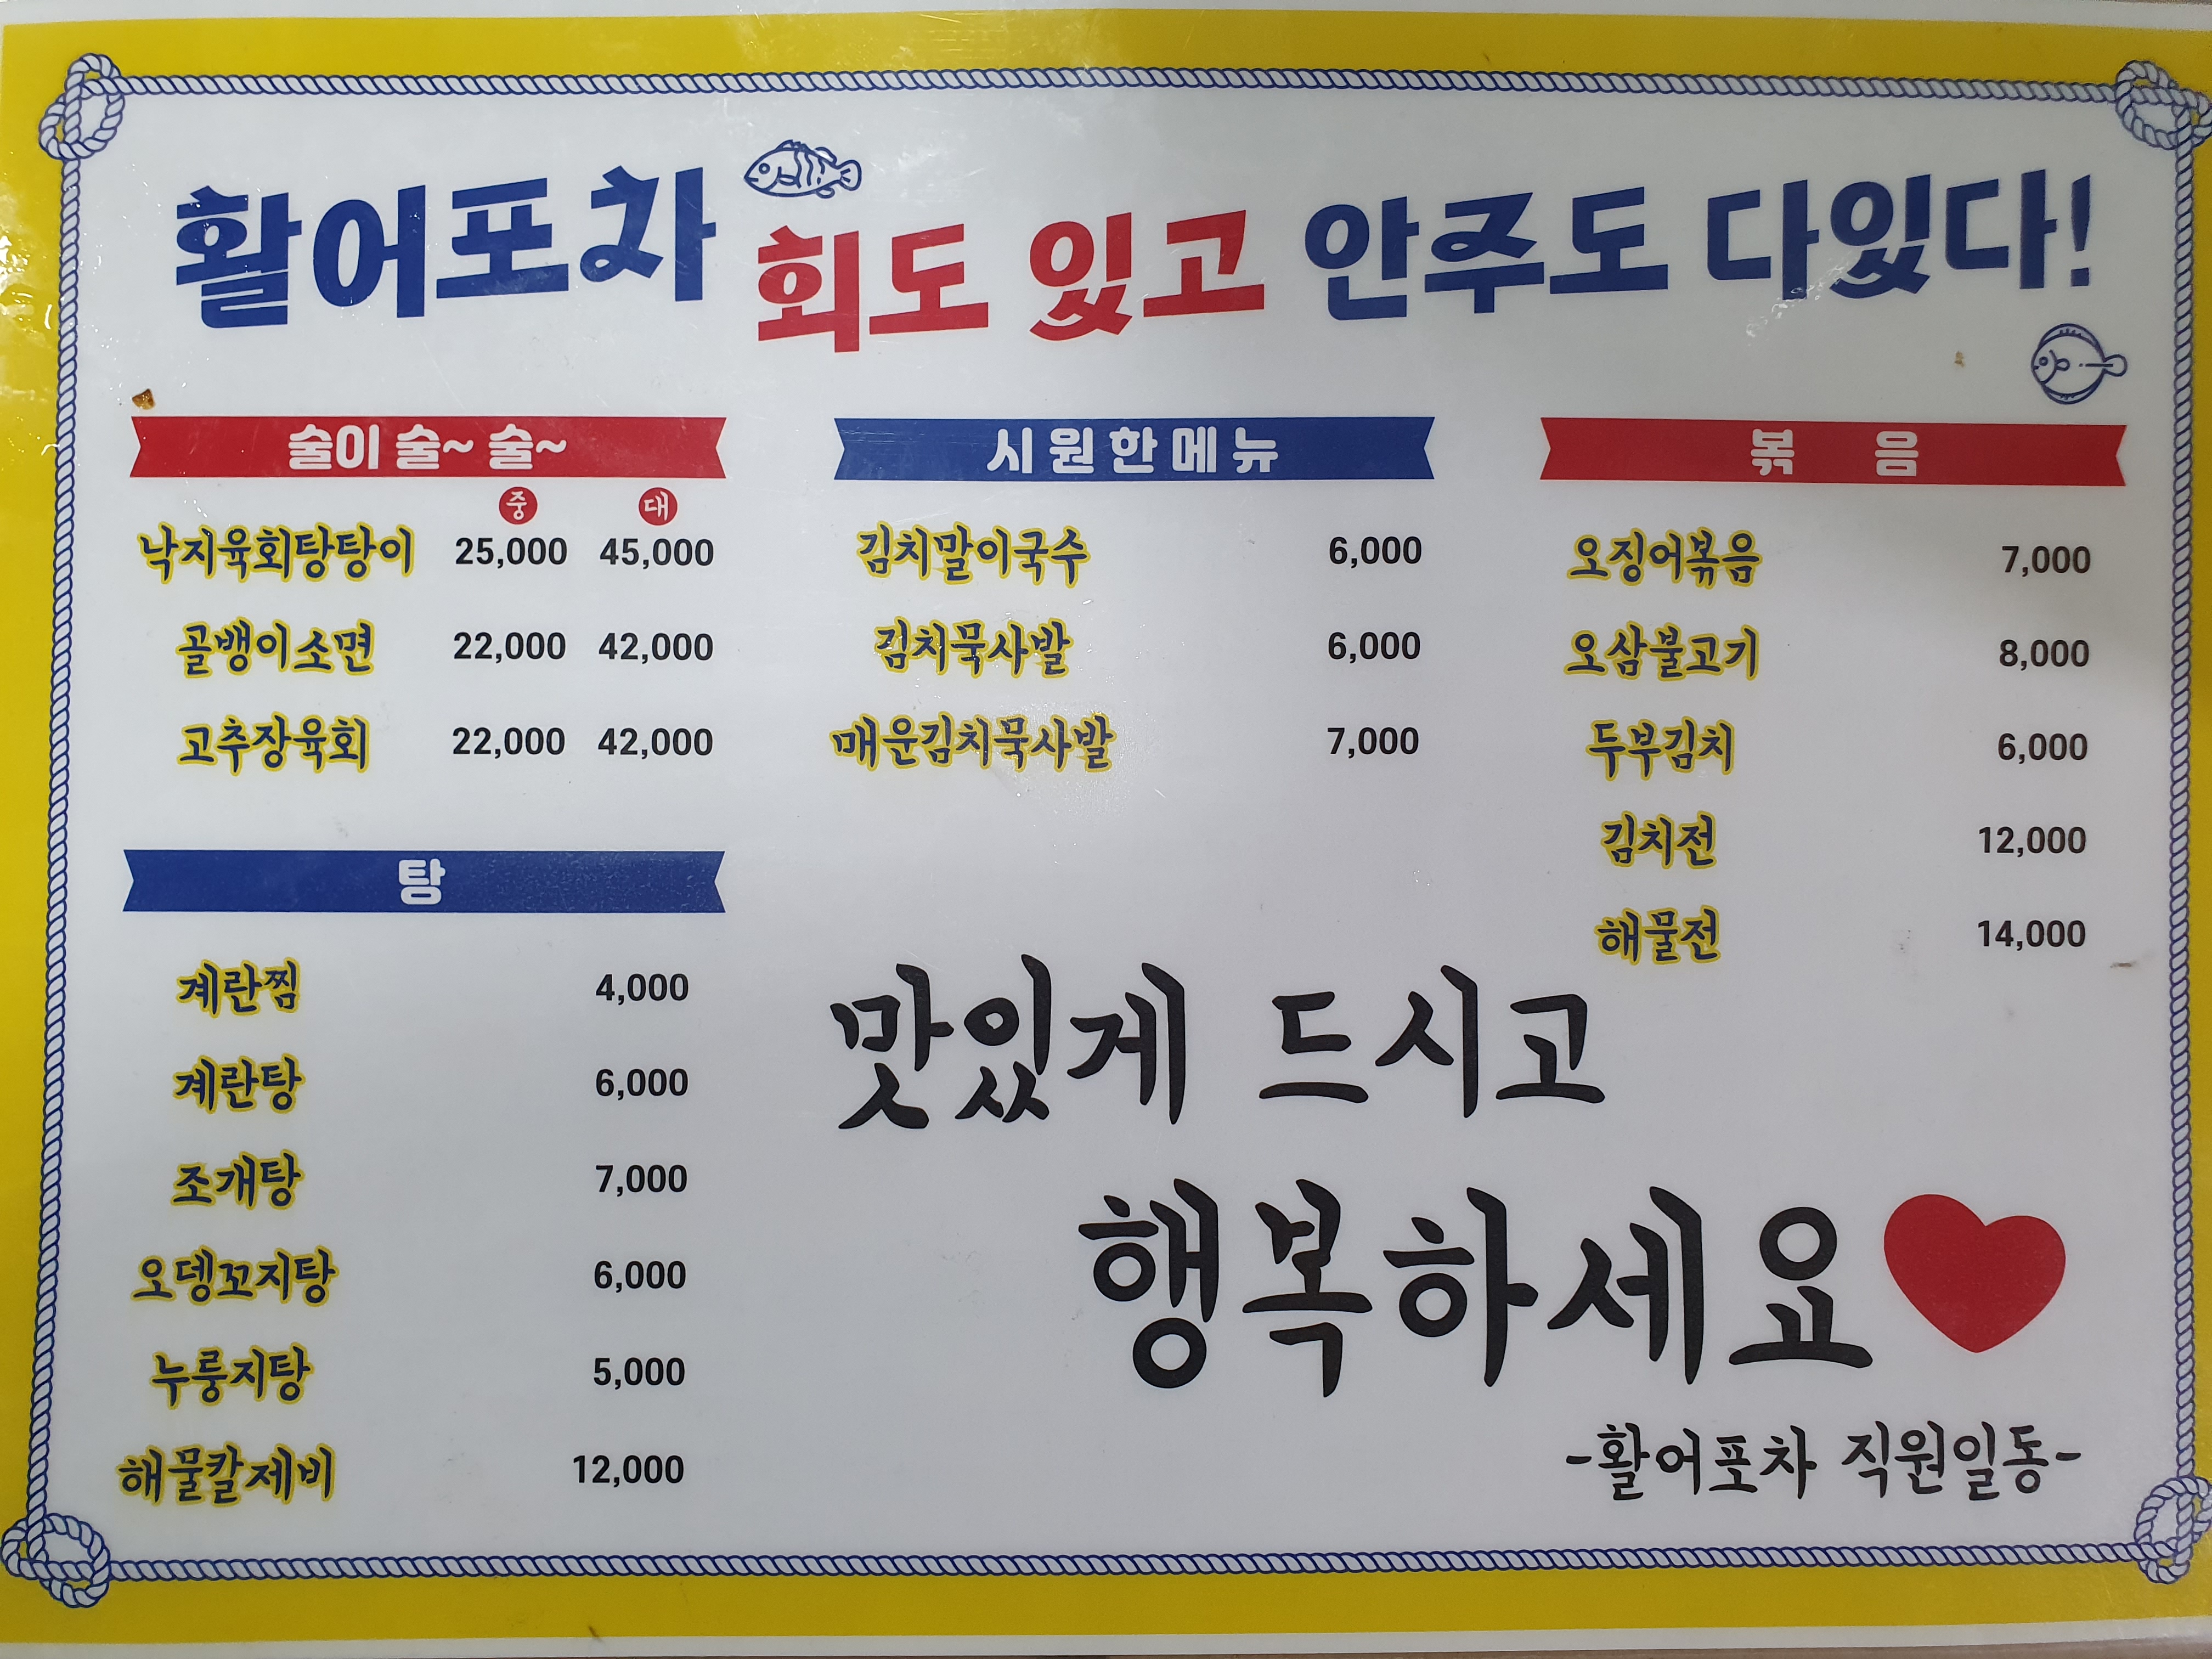 활어포차 회도 있고 안주도 다있다!
술이 술~ 술~
중 대
낙지육회탕탕이 25,000 45,000
골뱅이소면 22,000 42,000
고추장육회 22,000 42,000
탕
계란찜 4,000
계란탕 6,000
조개탕 7,000
오뎅꼬지탕 6,000
누룽지탕 5,000
해물칼제비 12,000
시원한메뉴
김치말이국수 6,000
김치묵사발 6,000
매운김치묵사발 7,000
볶음
오징어볶음 7,000
오삼불고기 8,000
두부김치 6,000
김치전 12,000
해물전 14,000
맛있게 드시고
행복하세요
-활어포차 직원일동-